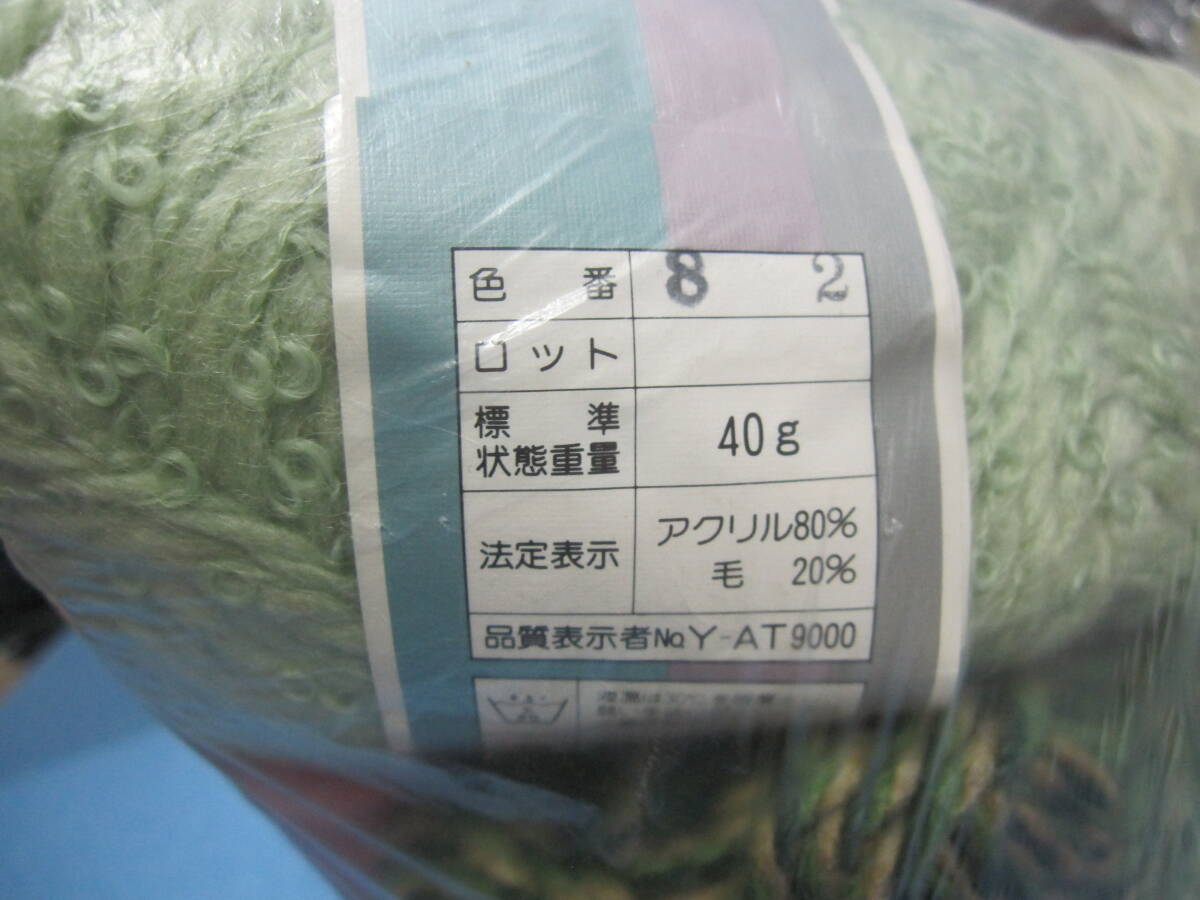 色番 8 2
ロット
標準
状態重量 40g
法定表示 アクリル80%
毛 20%
品質表示者No.Y-AT9000